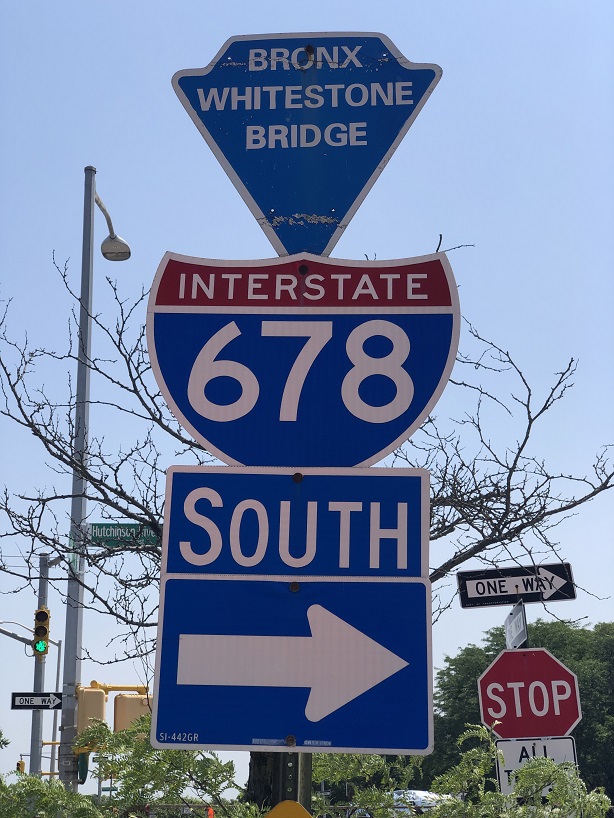 BRONX
WHITESTONE
BRIDGE
INTERSTATE
678
SOUTH
SI-442GR
Hutchinson
ONE WAY
ONE WAY
STOP
ALL